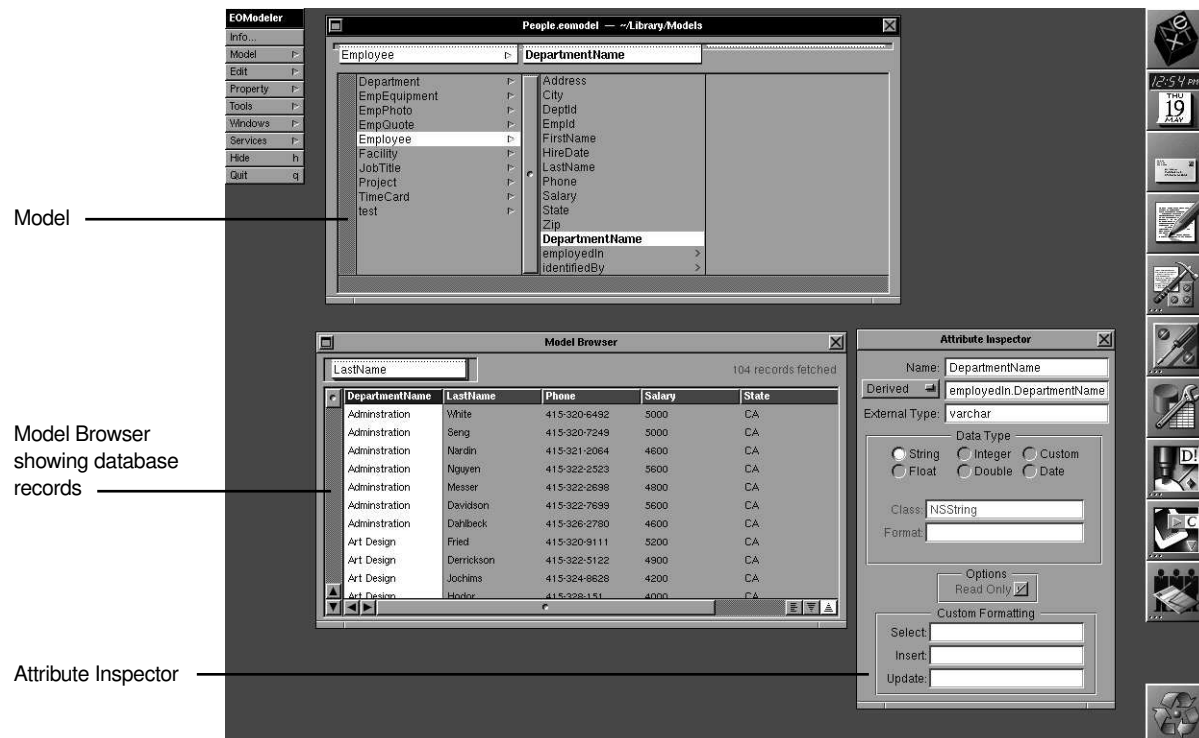 EOModeler
Info...
Model
Edit
Property
Tools
Windows
Services
Hide h
Quit q
People.eomodel — ~/Library/Models
Employee DepartmentName
Department
EmpEquipment
EmpPhoto
EmpQuote
Employee
Facility
JobTitle
Project
TimeCard
test
Address
City
DeptId
EmpId
FirstName
HireDate
LastName
Phone
Salary
State
Zip
DepartmentName
employedIn
identifiedBy
NeXT
12:54 PM
THU
19
MAY
Model
Model Browser
LastName 104 records fetched
DepartmentName LastName Phone Salary State
Adminstration White 415-320-6492 5000 CA
Adminstration Seng 415-320-7249 5000 CA
Adminstration Nardin 415-321-2064 4600 CA
Adminstration Nguyen 415-322-2523 5600 CA
Adminstration Messer 415-322-2698 4800 CA
Adminstration Davidson 415-322-7699 5600 CA
Adminstration Dahlbeck 415-326-2780 4600 CA
Art Design Fried 415-320-9111 5200 CA
Art Design Derrickson 415-322-5122 4900 CA
Art Design Jochims 415-324-8628 4200 CA
Art Design Hodor 415-328-151 4000 CA
Model Browser
showing database
records
Attribute Inspector
Name: DepartmentName
Derived employedIn.DepartmentName
External Type: varchar
Data Type
String Integer Custom
Float Double Date
Class: NSString
Format:
Options
Read Only
Custom Formatting
Select:
Insert:
Update:
Attribute Inspector
D!
C